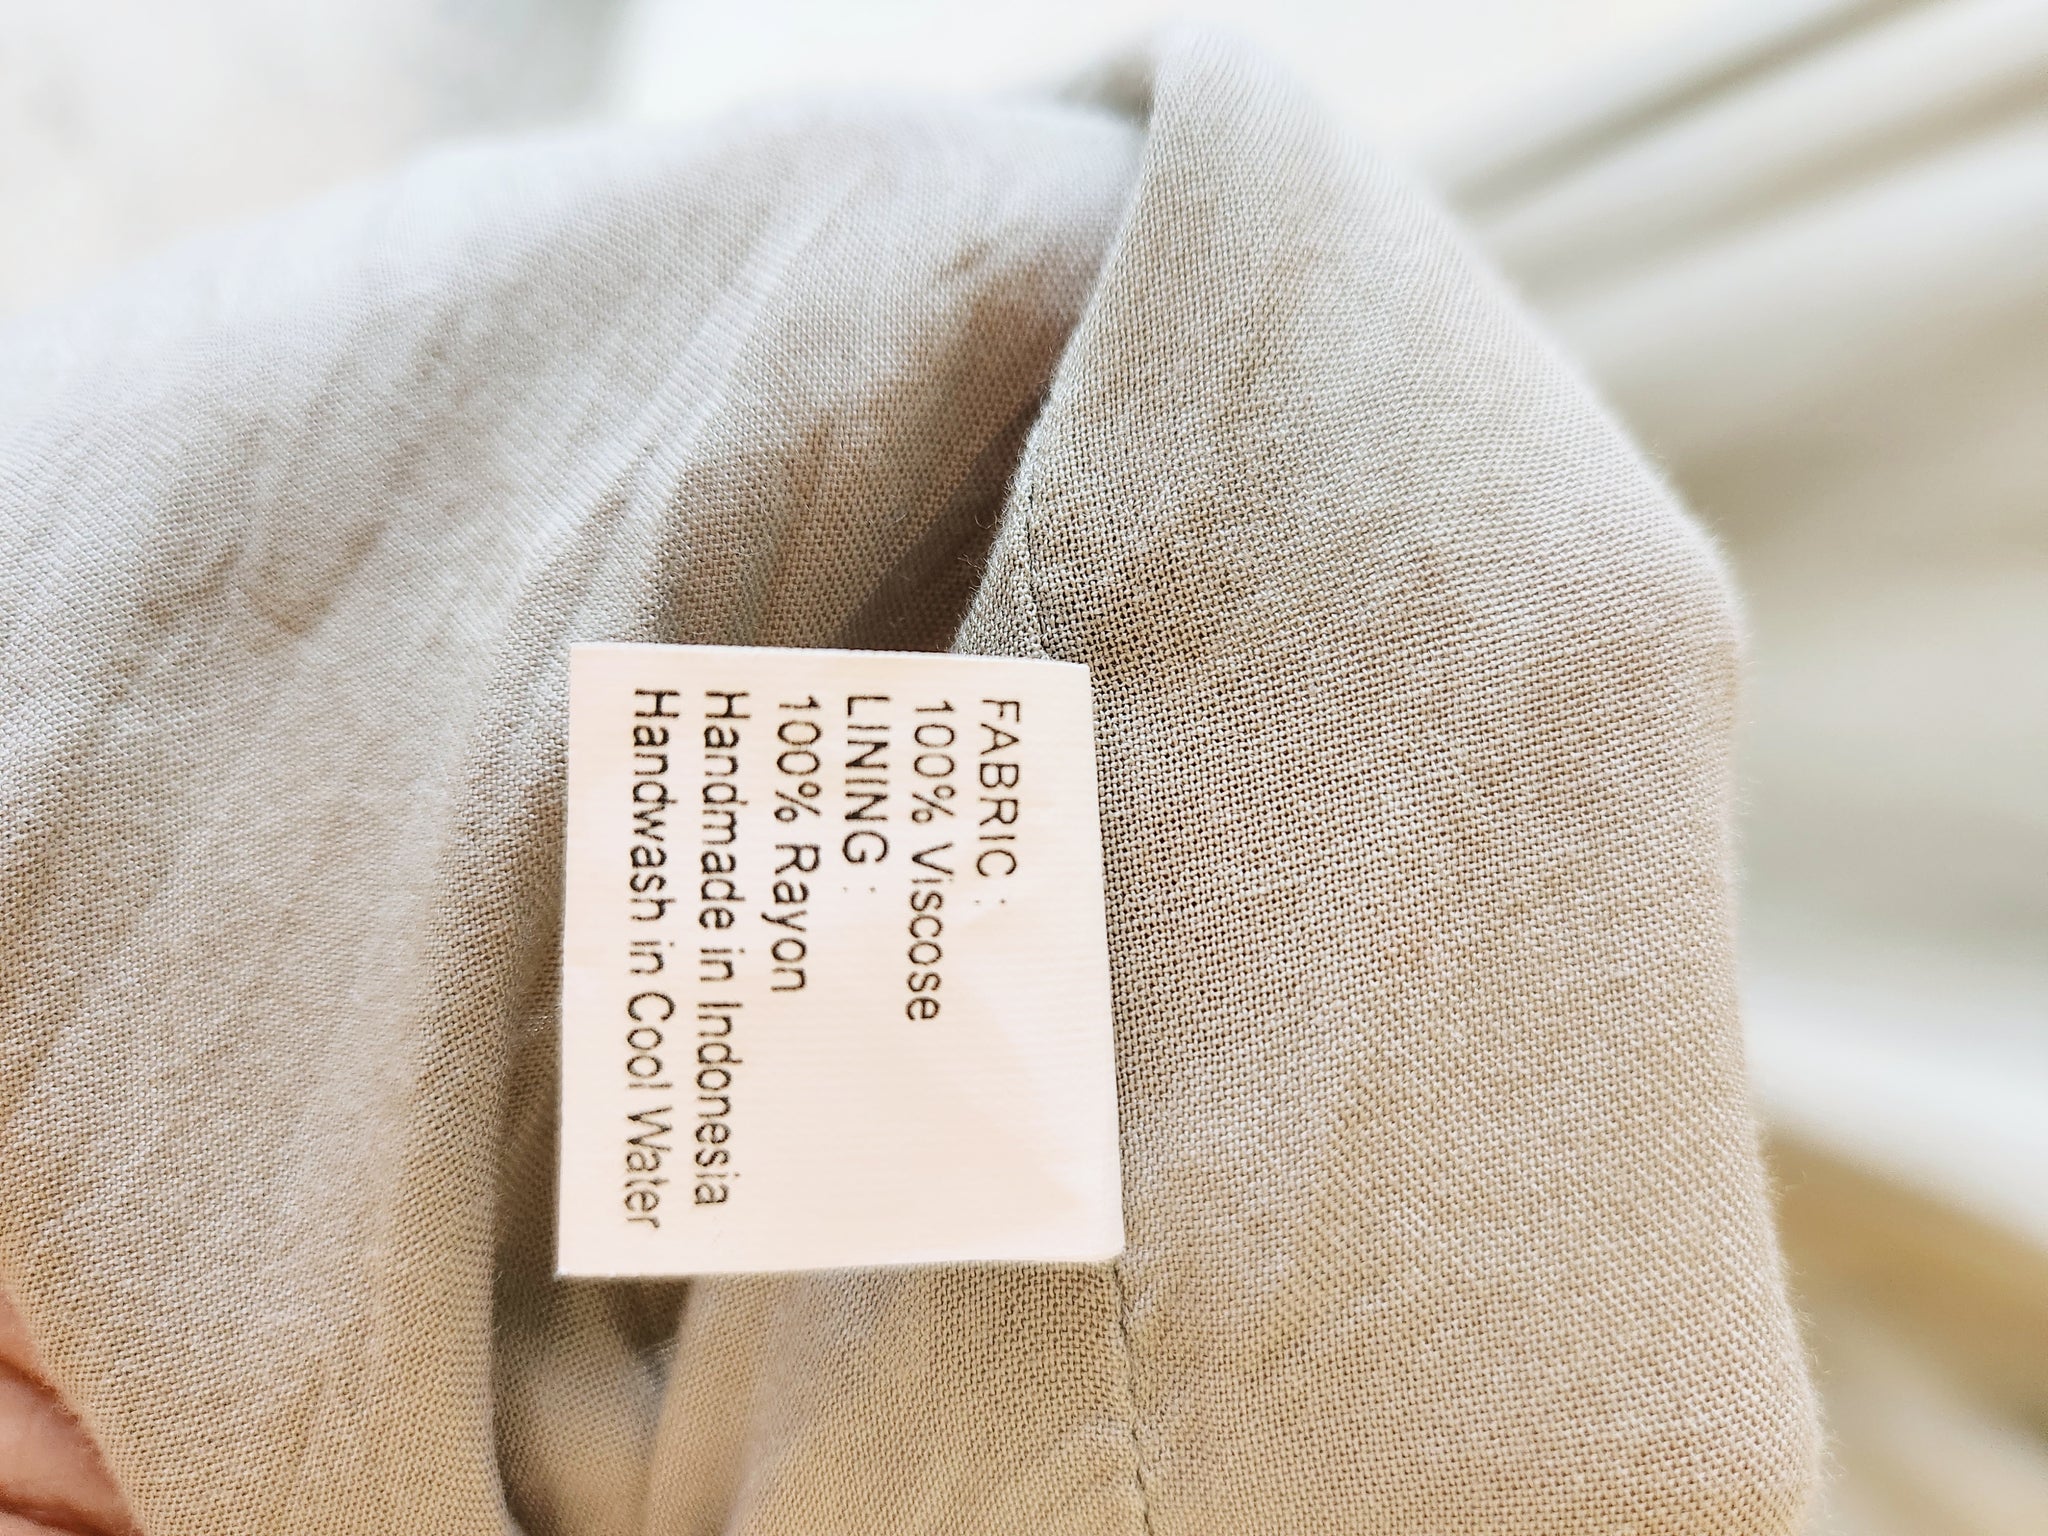 FABRIC :
100% Viscose
LINING :
100% Rayon
Handmade in Indonesia
Handwash in Cool Water